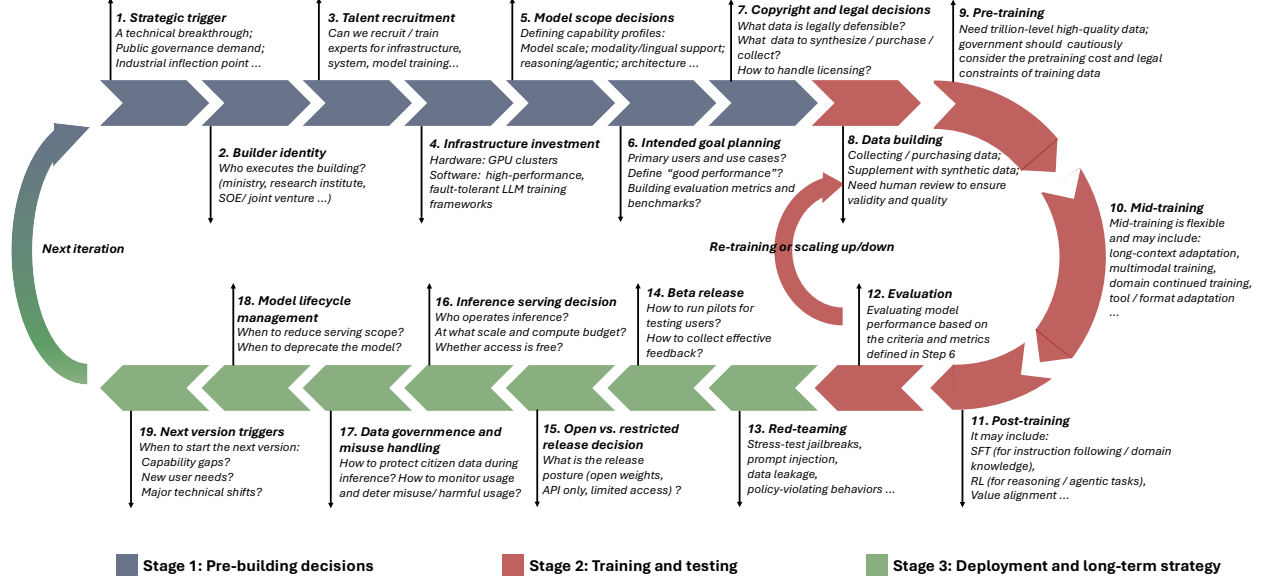 1. Strategic trigger
A technical breakthrough;
Public governance demand;
Industrial inflection point ...
3. Talent recruitment
Can we recruit / train
experts for infrastructure,
system, model training...
5. Model scope decisions
Defining capability profiles:
Model scale; modality/lingual support;
reasoning/agentic; architecture ...
7. Copyright and legal decisions
What data is legally defensible?
What data to synthesize / purchase /
collect?
How to handle licensing?
9. Pre-training
Need trillion-level high-quality data;
government should cautiously
consider the pretraining cost and legal
constraints of training data
2. Builder identity
Who executes the building?
(ministry, research institute,
SOE/ joint venture ...)
4. Infrastructure investment
Hardware: GPU clusters
Software: high-performance,
fault-tolerant LLM training
frameworks
6. Intended goal planning
Primary users and use cases?
Define "good performance"?
Building evaluation metrics and
benchmarks?
8. Data building
Collecting / purchasing data;
Supplement with synthetic data;
Need human review to ensure
validity and quality
10. Mid-training
Mid-training is flexible
and may include:
long-context adaptation,
multimodal training,
domain continued training,
tool / format adaptation
...
Next iteration
Re-training or scaling up/down
18. Model lifecycle
management
When to reduce serving scope?
When to deprecate the model?
16. Inference serving decision
Who operates inference?
At what scale and compute budget?
Whether access is free?
14. Beta release
How to run pilots for
testing users?
How to collect effective
feedback?
12. Evaluation
Evaluating model
performance based on
the criteria and metrics
defined in Step 6
19. Next version triggers
When to start the next version:
Capability gaps?
New user needs?
Major technical shifts?
17. Data governence and
misuse handling
How to protect citizen data during
inference? How to monitor usage
and deter misuse/ harmful usage?
15. Open vs. restricted
release decision
What is the release
posture (open weights,
API only, limited access) ?
13. Red-teaming
Stress-test jailbreaks,
prompt injection,
data leakage,
policy-violating behaviors ...
11. Post-training
It may include:
SFT (for instruction following / domain
knowledge),
RL (for reasoning / agentic tasks),
Value alignment ...
Stage 1: Pre-building decisions
Stage 2: Training and testing
Stage 3: Deployment and long-term strategy